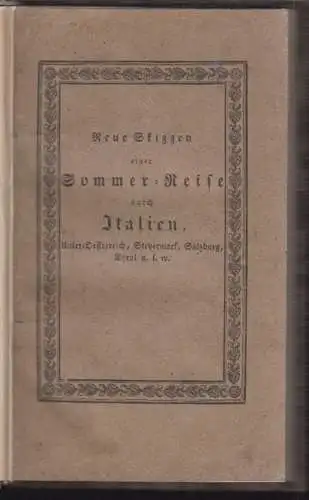 Neue Skizzen
einer
Sommer=Reise
durch
Italien,
Unter=Oesterreich, Steyermark, Salzburg,
Tyrol u. s. w.